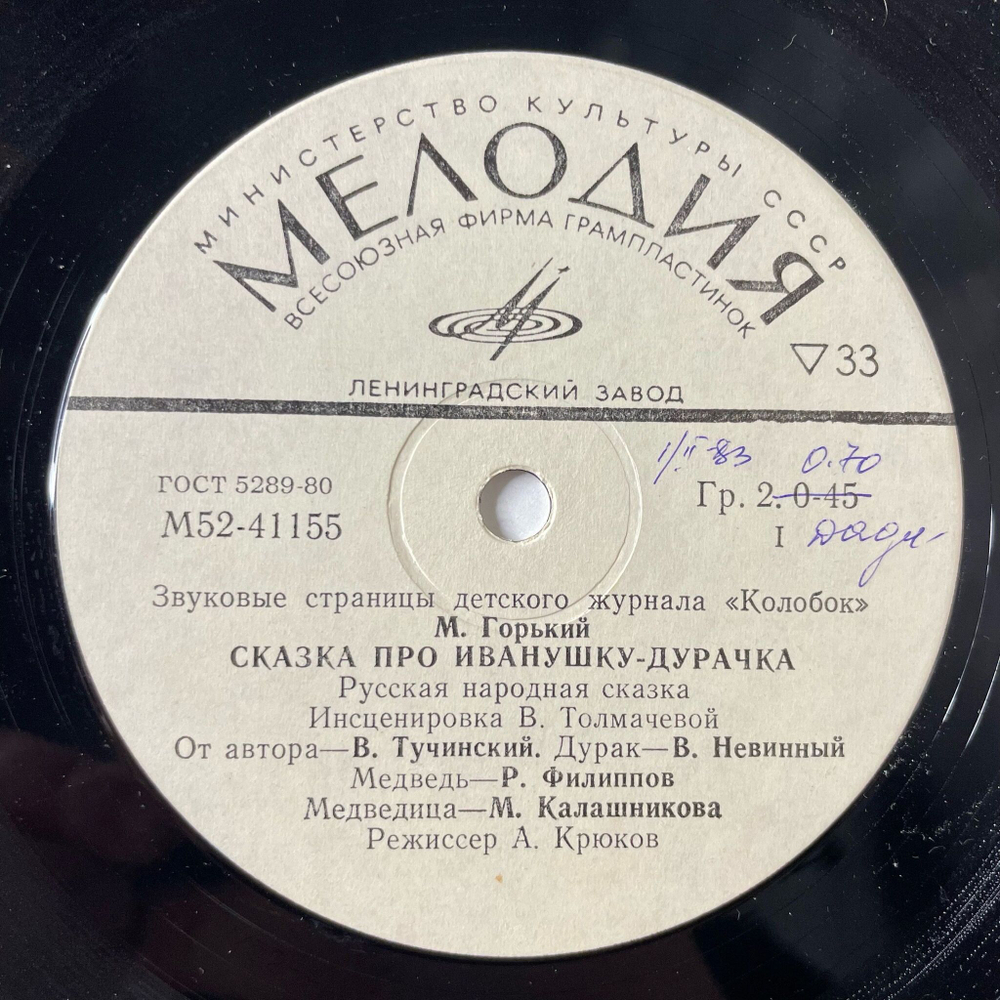 МИНИСТЕРСТВО КУЛЬТУРЫ СССР
МЕЛОДИЯ
ВСЕСОЮЗНАЯ ФИРМА ГРАМПЛАСТИНОК
▽33
ЛЕНИНГРАДСКИЙ ЗАВОД
1/II-83 0.70
ГОСТ 5289-80 Гр. 2.-0-45
М52-41155 I
Звуковые страницы детского журнала «Колобок»
М. Горький
СКАЗКА ПРО ИВАНУШКУ-ДУРАЧКА
Русская народная сказка
Инсценировка В. Толмачевой
От автора—В. Тучинский. Дурак—В. Невинный
Медведь—Р. Филиппов
Медведица—М. Калашникова
Режиссер А. Крюков